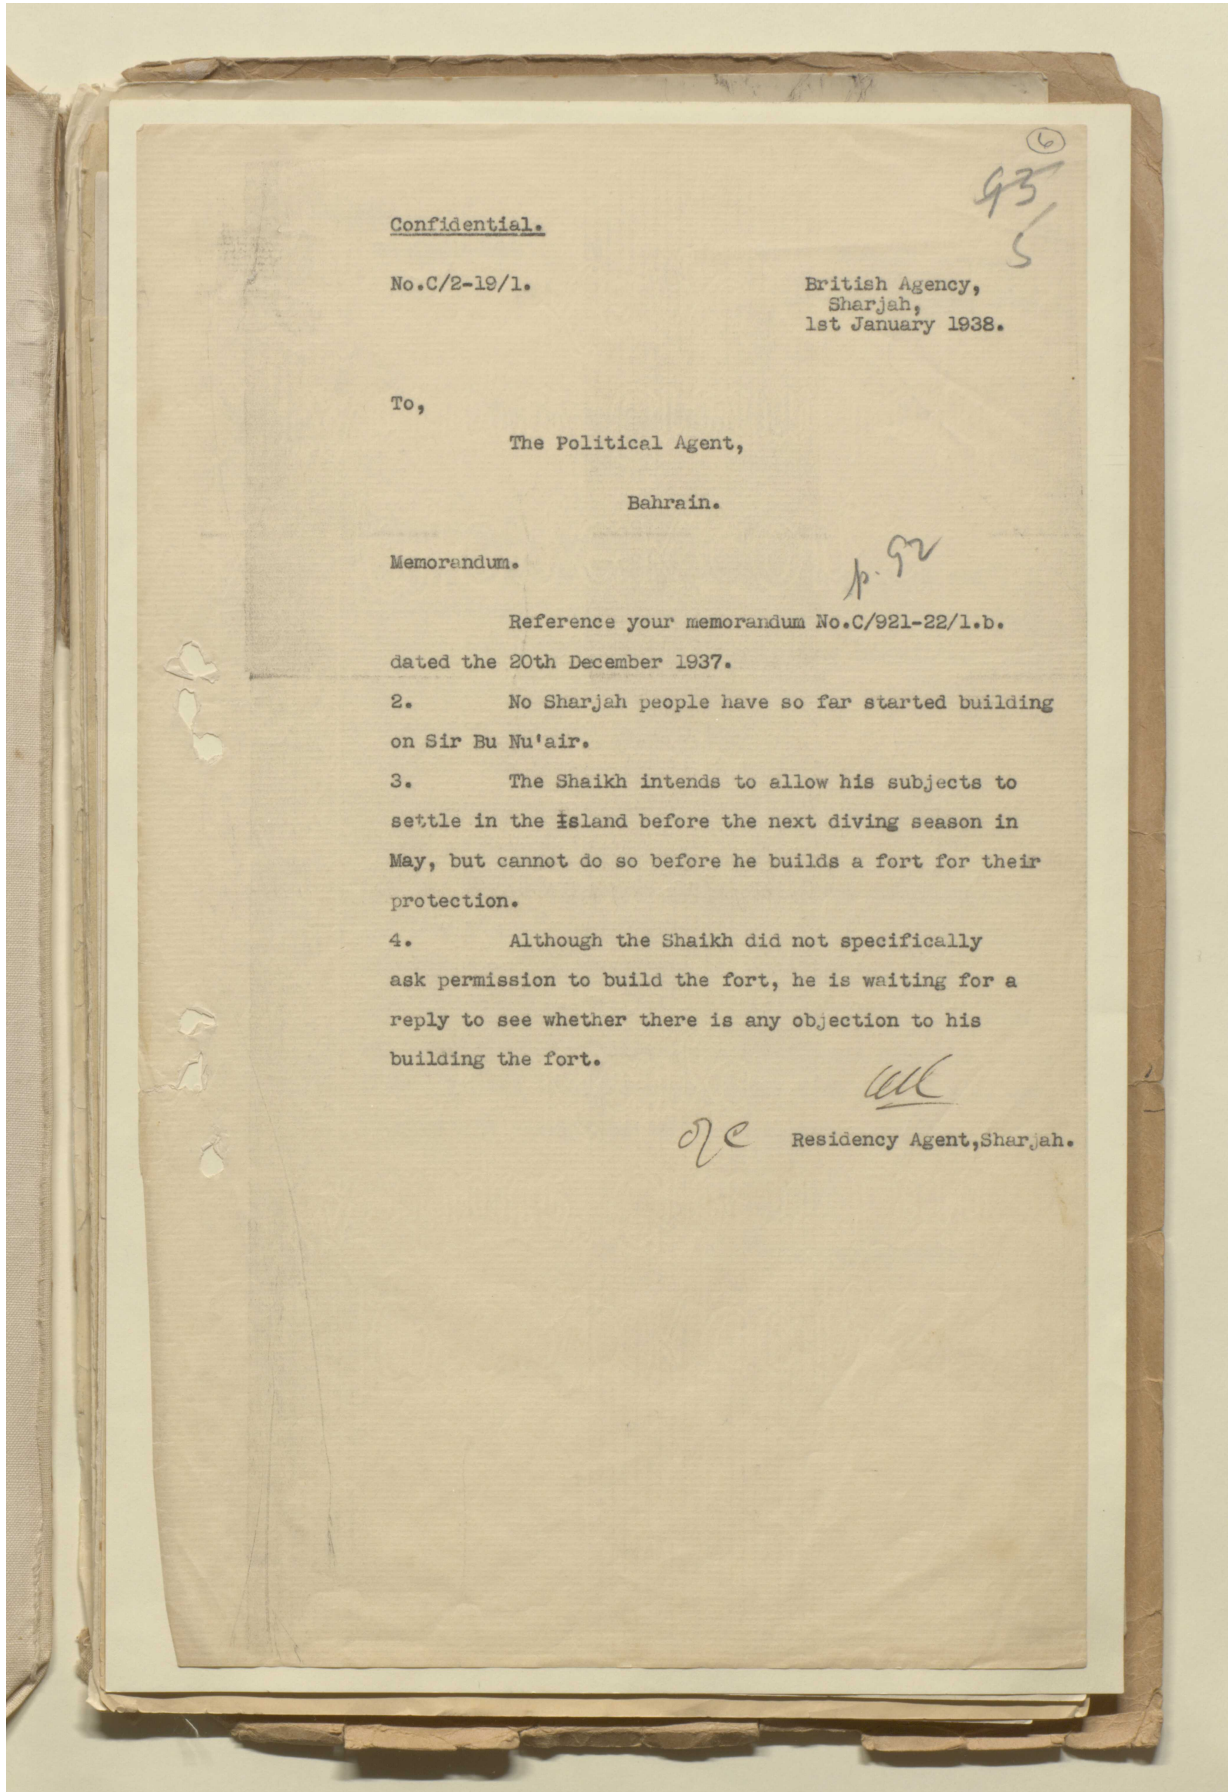 6
93
5
Confidential.
No.C/2-19/1.
British Agency,
Sharjah,
1st January 1938.
To,
The Political Agent,
Bahrain.
Memorandum.
p. 92
Reference your memorandum No.C/921-22/1.b.
dated the 20th December 1937.
2. No Sharjah people have so far started building
on Sir Bu Nu'air.
3. The Shaikh intends to allow his subjects to
settle in the Island before the next diving season in
May, but cannot do so before he builds a fort for their
protection.
4. Although the Shaikh did not specifically
ask permission to build the fort, he is waiting for a
reply to see whether there is any objection to his
building the fort.
Residency Agent,Sharjah.